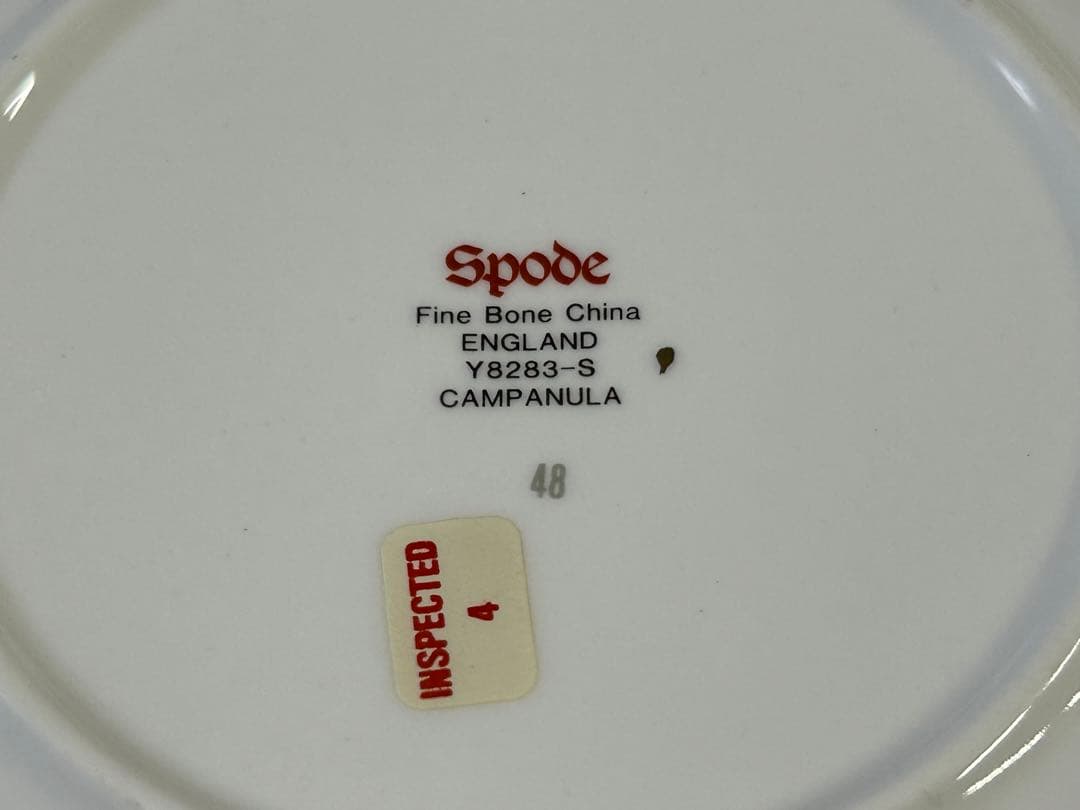 Spode
Fine Bone China
ENGLAND
Y8283-S
CAMPANULA
48
INSPECTED
4